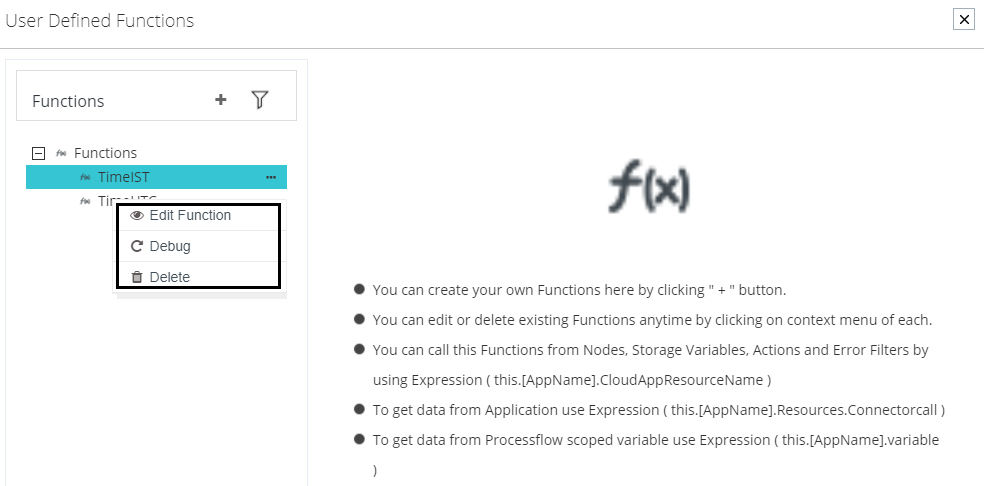 User Defined Functions
Functions
Functions
TimeIST
TimeUTC
Edit Function
Debug
Delete
f(x)
You can create your own Functions here by clicking " + " button.
You can edit or delete existing Functions anytime by clicking on context menu of each.
You can call this Functions from Nodes, Storage Variables, Actions and Error Filters by
using Expression ( this.[AppName].CloudAppResourceName )
To get data from Application use Expression ( this.[AppName].Resources.Connectorcall )
To get data from Processflow scoped variable use Expression ( this.[AppName].variable
)